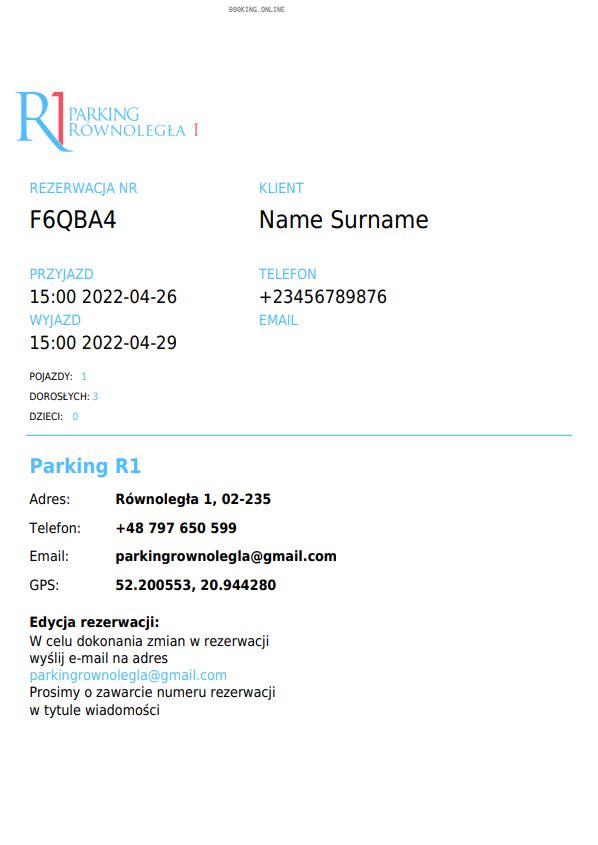 BOOKING.ONLINE
R1 PARKING
RÓWNOLEGŁA 1
REZERWACJA NR
F6QBA4
KLIENT
Name Surname
PRZYJAZD
15:00 2022-04-26
WYJAZD
15:00 2022-04-29
TELEFON
+23456789876
EMAIL
POJAZDY: 1
DOROSŁYCH: 3
DZIECI: 0
Parking R1
Adres: Równoległa 1, 02-235
Telefon: +48 797 650 599
Email: parkingrownolegla@gmail.com
GPS: 52.200553, 20.944280
Edycja rezerwacji:
W celu dokonania zmian w rezerwacji
wyślij e-mail na adres
parkingrownolegla@gmail.com
Prosimy o zawarcie numeru rezerwacji
w tytule wiadomości